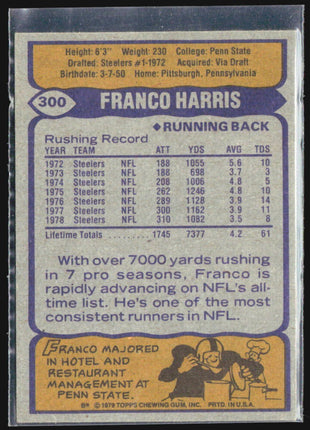 Height: 6'3" Weight: 230 College: Penn State
Drafted: Steelers #1-1972 Acquired: Via Draft
Birthdate: 3-7-50 Home: Pittsburgh, Pennsylvania
300 FRANCO HARRIS
♦RUNNING BACK
Rushing Record
YEAR TEAM ATT YDS AVG TDS
1972 Steelers NFL 188 1055 5.6 10
1973 Steelers NFL 188 698 3.7 3
1974 Steelers NFL 208 1006 4.8 5
1975 Steelers NFL 262 1246 4.8 10
1976 Steelers NFL 289 1128 3.9 14
1977 Steelers NFL 300 1162 3.9 11
1978 Steelers NFL 310 1082 3.5 8
Lifetime Totals 1745 7377 4.2 61
With over 7000 yards rushing
in 7 pro seasons, Franco is
rapidly advancing on NFL's all-
time list. He's one of the most
consistent runners in NFL.
FRANCO MAJORED
IN HOTEL AND
RESTAURANT
MANAGEMENT AT
PENN STATE.
© 1979 TOPPS CHEWING GUM, INC. PRTD. IN U.S.A.